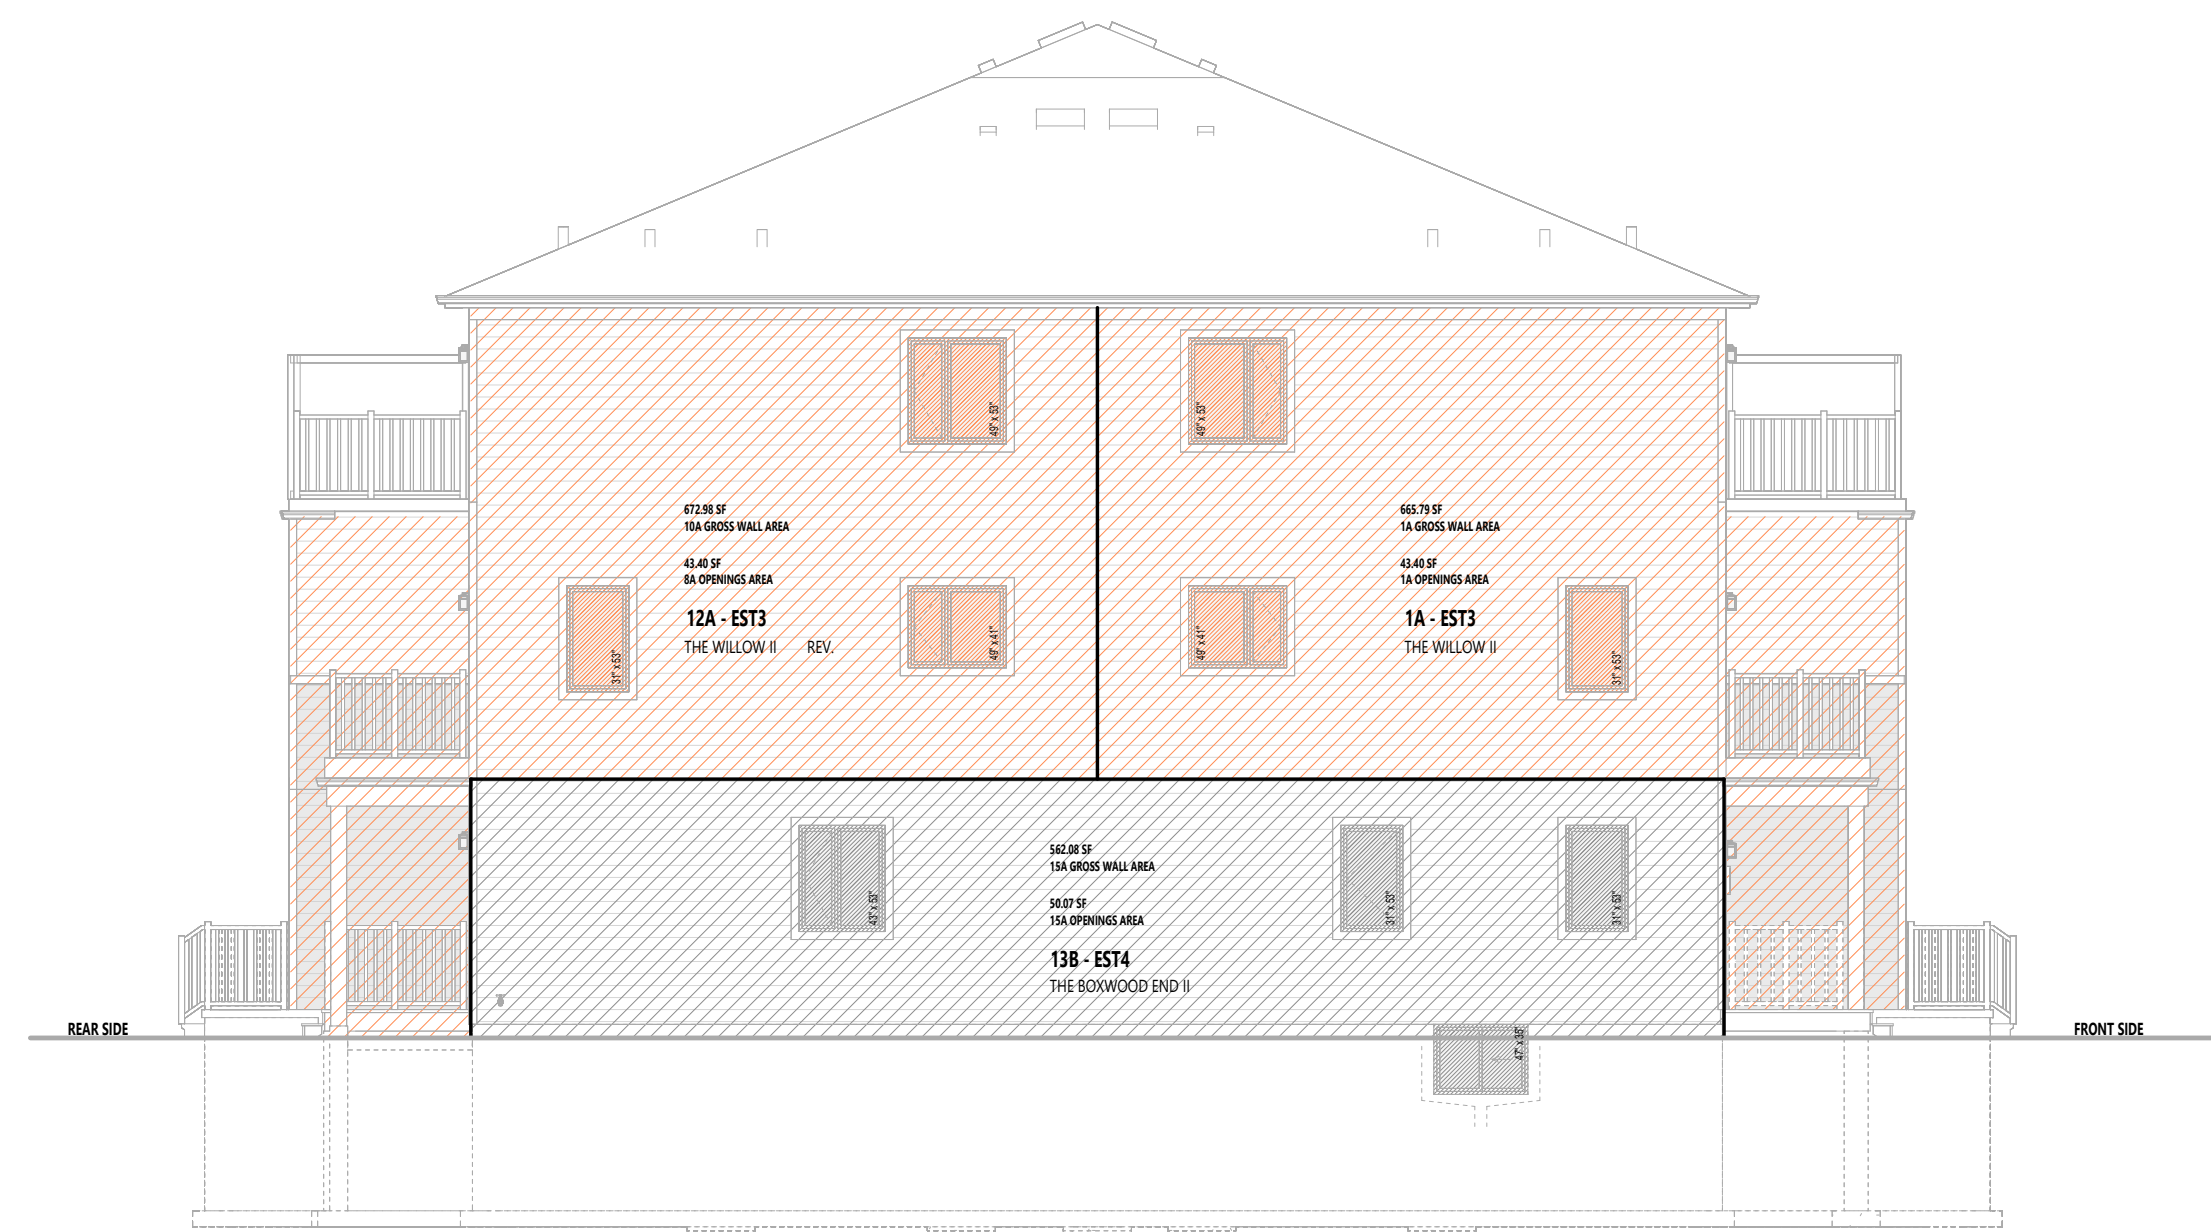 49" x 53"
49" x 53"
672.98 SF
10A GROSS WALL AREA
43.40 SF
8A OPENINGS AREA
12A - EST3
THE WILLOW II REV.
31" x 53"
49" x 41"
665.79 SF
1A GROSS WALL AREA
43.40 SF
1A OPENINGS AREA
1A - EST3
THE WILLOW II
49" x 41"
31" x 53"
562.08 SF
15A GROSS WALL AREA
50.07 SF
15A OPENINGS AREA
13B - EST4
THE BOXWOOD END II
43" x 53"
31" x 53"
31" x 53"
REAR SIDE
FRONT SIDE